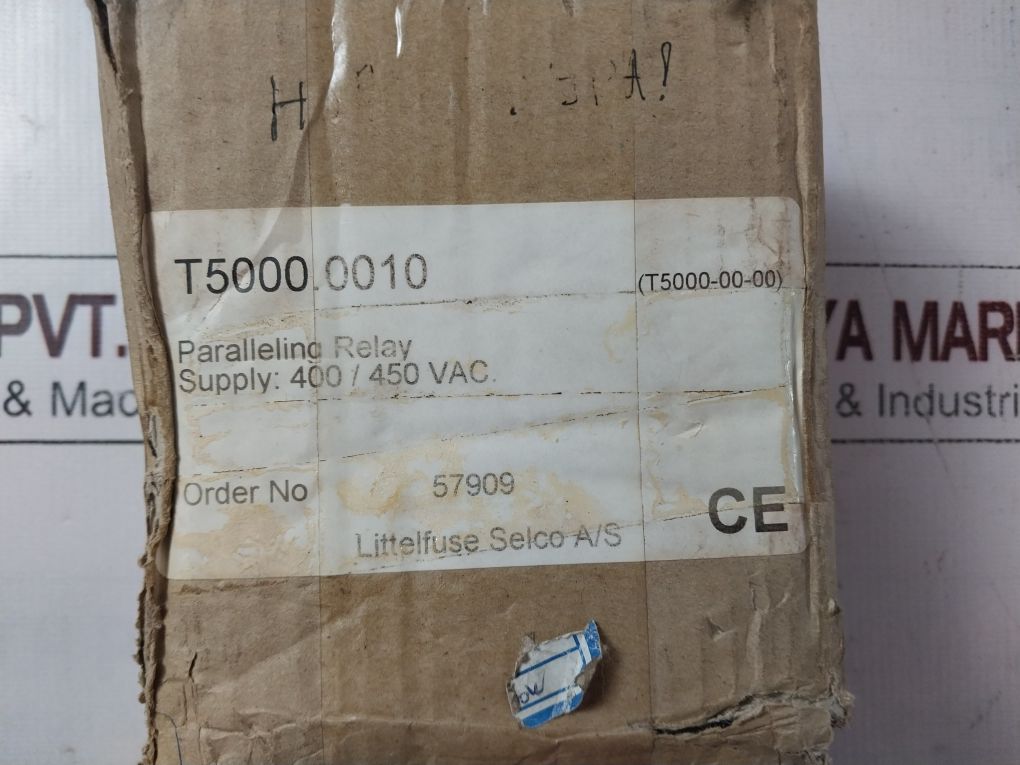 T5000.0010
(T5000-00-00)
Paralleling Relay
Supply: 400 / 450 VAC.
Order No 57909
CE
Littelfuse Selco A/S
PVT.
YA MARI
& Mac
& Industri